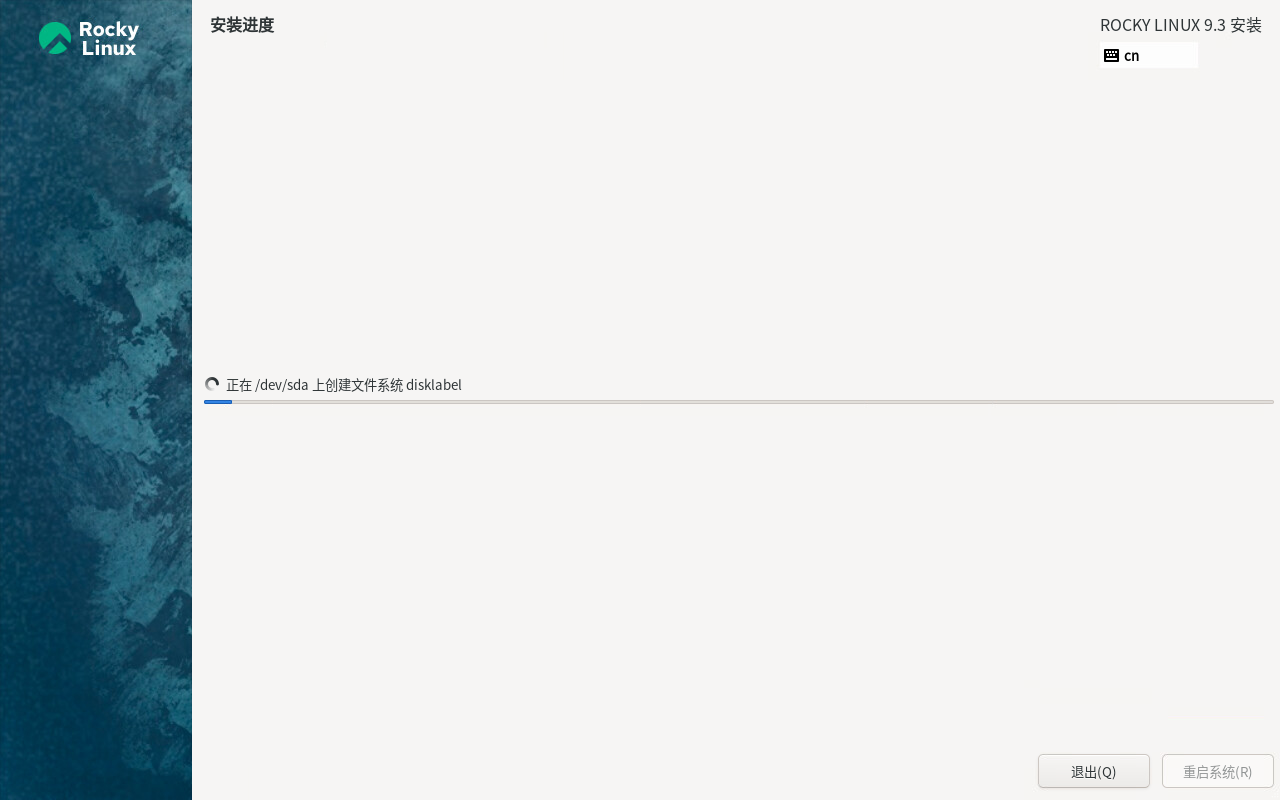 Rocky
Linux
安装进度
ROCKY LINUX 9.3 安装
cn
正在 /dev/sda 上创建文件系统 disklabel
退出(Q)
重启系统(R)